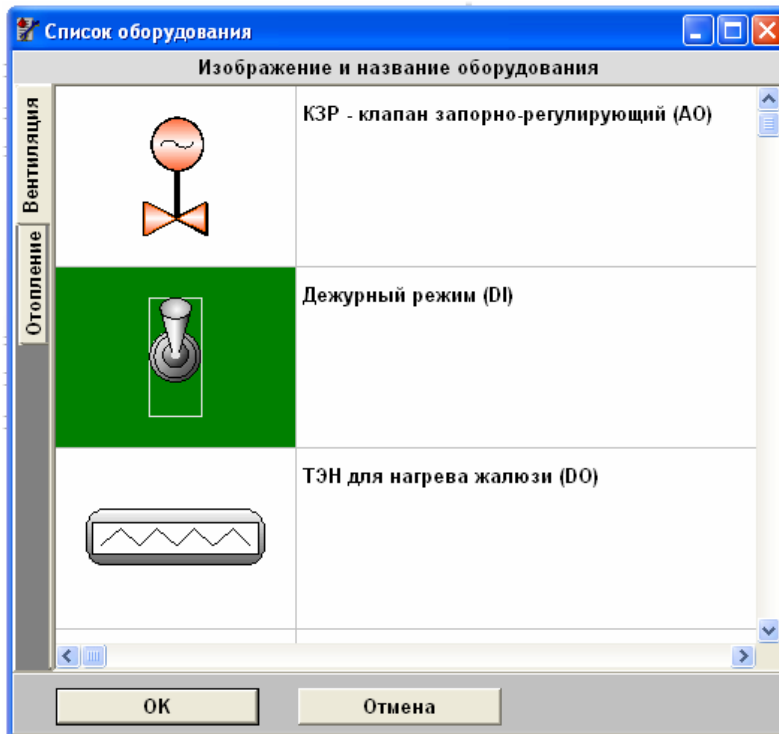 Список оборудования
Изображение и название оборудования
Вентиляция
Отопление
КЗР - клапан запорно-регулирующий (АО)
Дежурный режим (DI)
ТЭН для нагрева жалюзи (DO)
ОК
Отмена